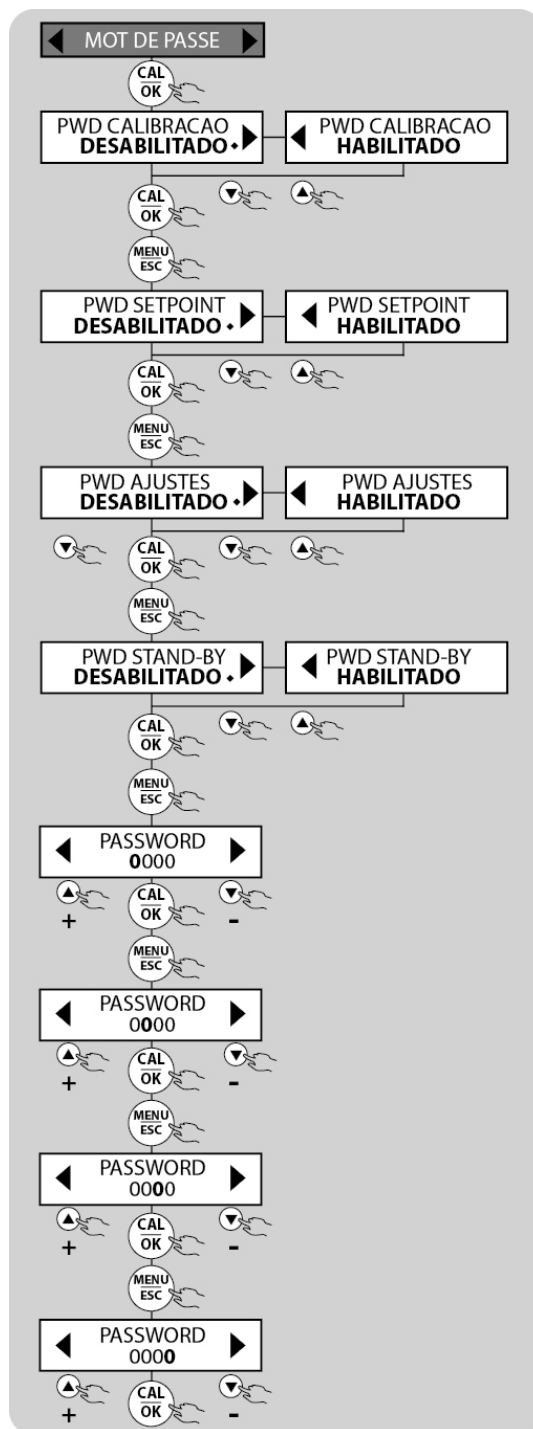 MOT DE PASSE
CAL
OK
PWD CALIBRACAO
DESABILITADO
PWD CALIBRACAO
HABILITADO
CAL
OK
MENU
ESC
PWD SETPOINT
DESABILITADO
PWD SETPOINT
HABILITADO
CAL
OK
MENU
ESC
PWD AJUSTES
DESABILITADO
PWD AJUSTES
HABILITADO
CAL
OK
MENU
ESC
PWD STAND-BY
DESABILITADO
PWD STAND-BY
HABILITADO
CAL
OK
MENU
ESC
PASSWORD
0000
+
CAL
OK
-
MENU
ESC
PASSWORD
0000
+
CAL
OK
-
MENU
ESC
PASSWORD
0000
+
CAL
OK
-
MENU
ESC
PASSWORD
0000
+
CAL
OK
-